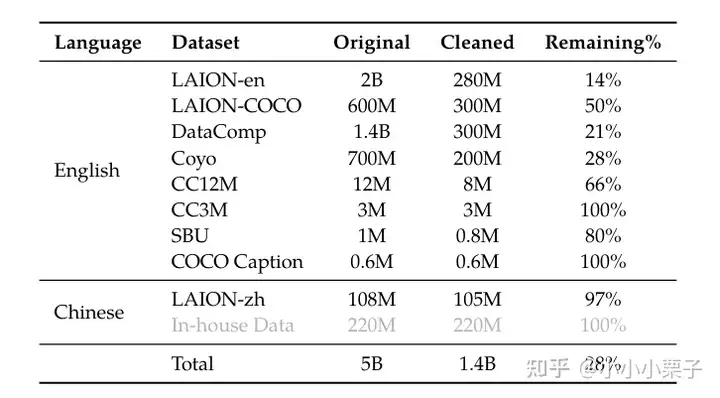 Language Dataset Original Cleaned Remaining%
LAION-en 2B 280M 14%
LAION-COCO 600M 300M 50%
DataComp 1.4B 300M 21%
Coyo 700M 200M 28%
English
CC12M 12M 8M 66%
CC3M 3M 3M 100%
SBU 1M 0.8M 80%
COCO Caption 0.6M 0.6M 100%
LAION-zh 108M 105M 97%
Chinese
In-house Data 220M 220M 100%
Total 5B 1.4B 28%
知乎 @小小小栗子